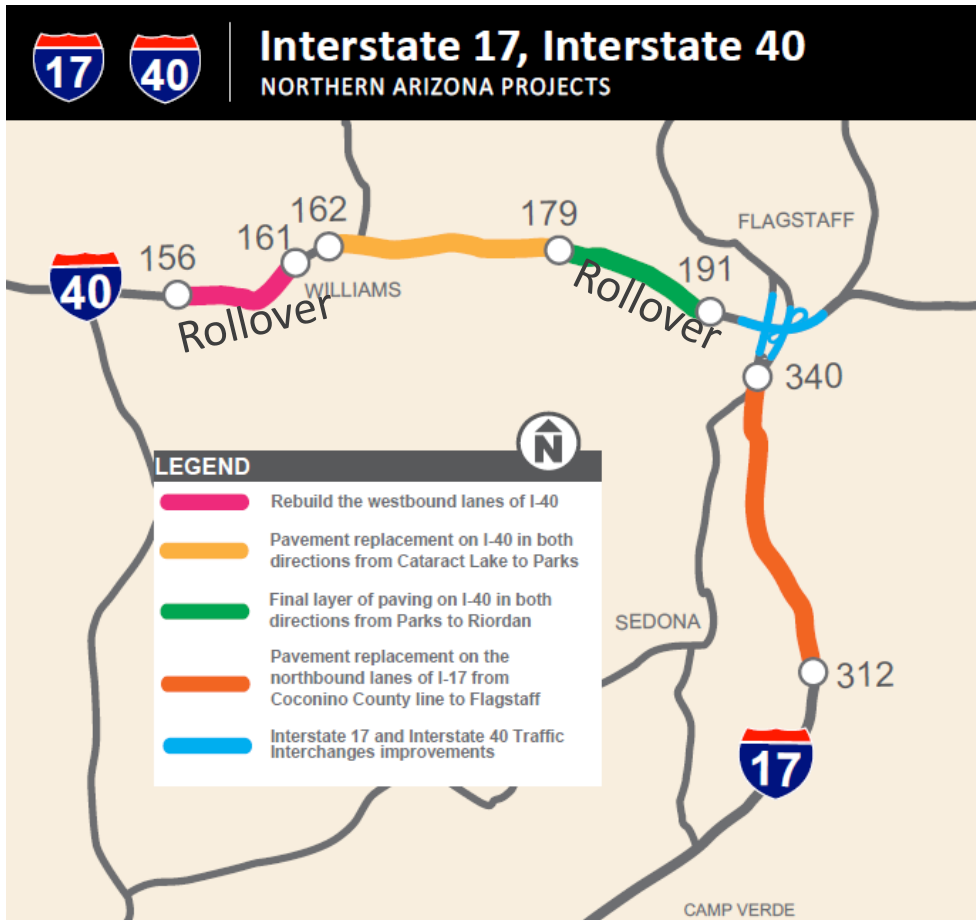 17
40
Interstate 17, Interstate 40
NORTHERN ARIZONA PROJECTS
162
179
FLAGSTAFF
161
156
191
40
WILLIAMS
Rollover
Rollover
340
N
LEGEND
Rebuild the westbound lanes of I-40
Pavement replacement on I-40 in both
directions from Cataract Lake to Parks
Final layer of paving on I-40 in both
directions from Parks to Riordan
SEDONA
Pavement replacement on the
northbound lanes of I-17 from
Coconino County line to Flagstaff
312
Interstate 17 and Interstate 40 Traffic
Interchanges improvements
17
CAMP VERDE